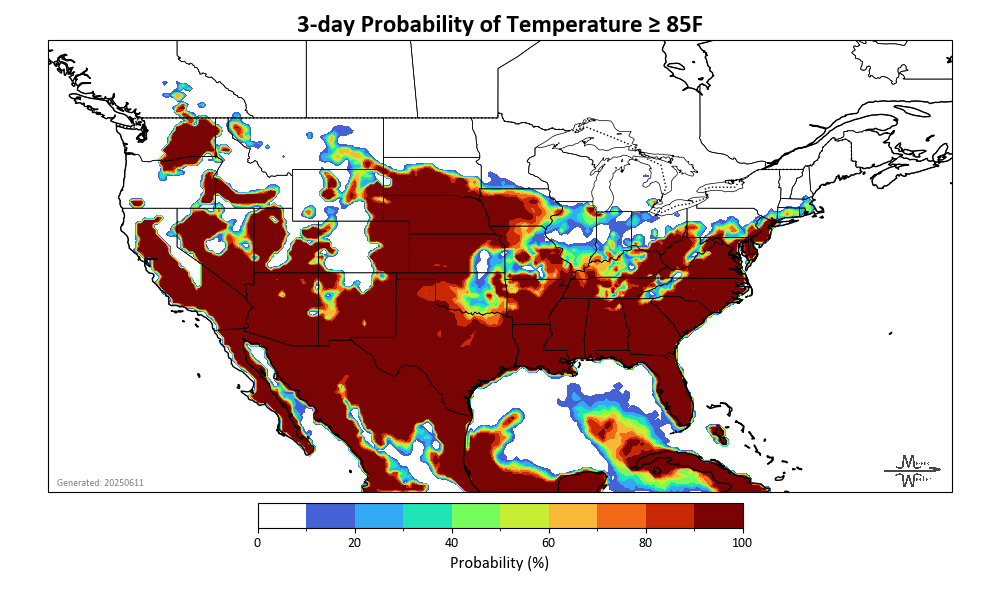 3-day Probability of Temperature ≥ 85F
Generated: 20250611
0 20 40 60 80 100
Probability (%)